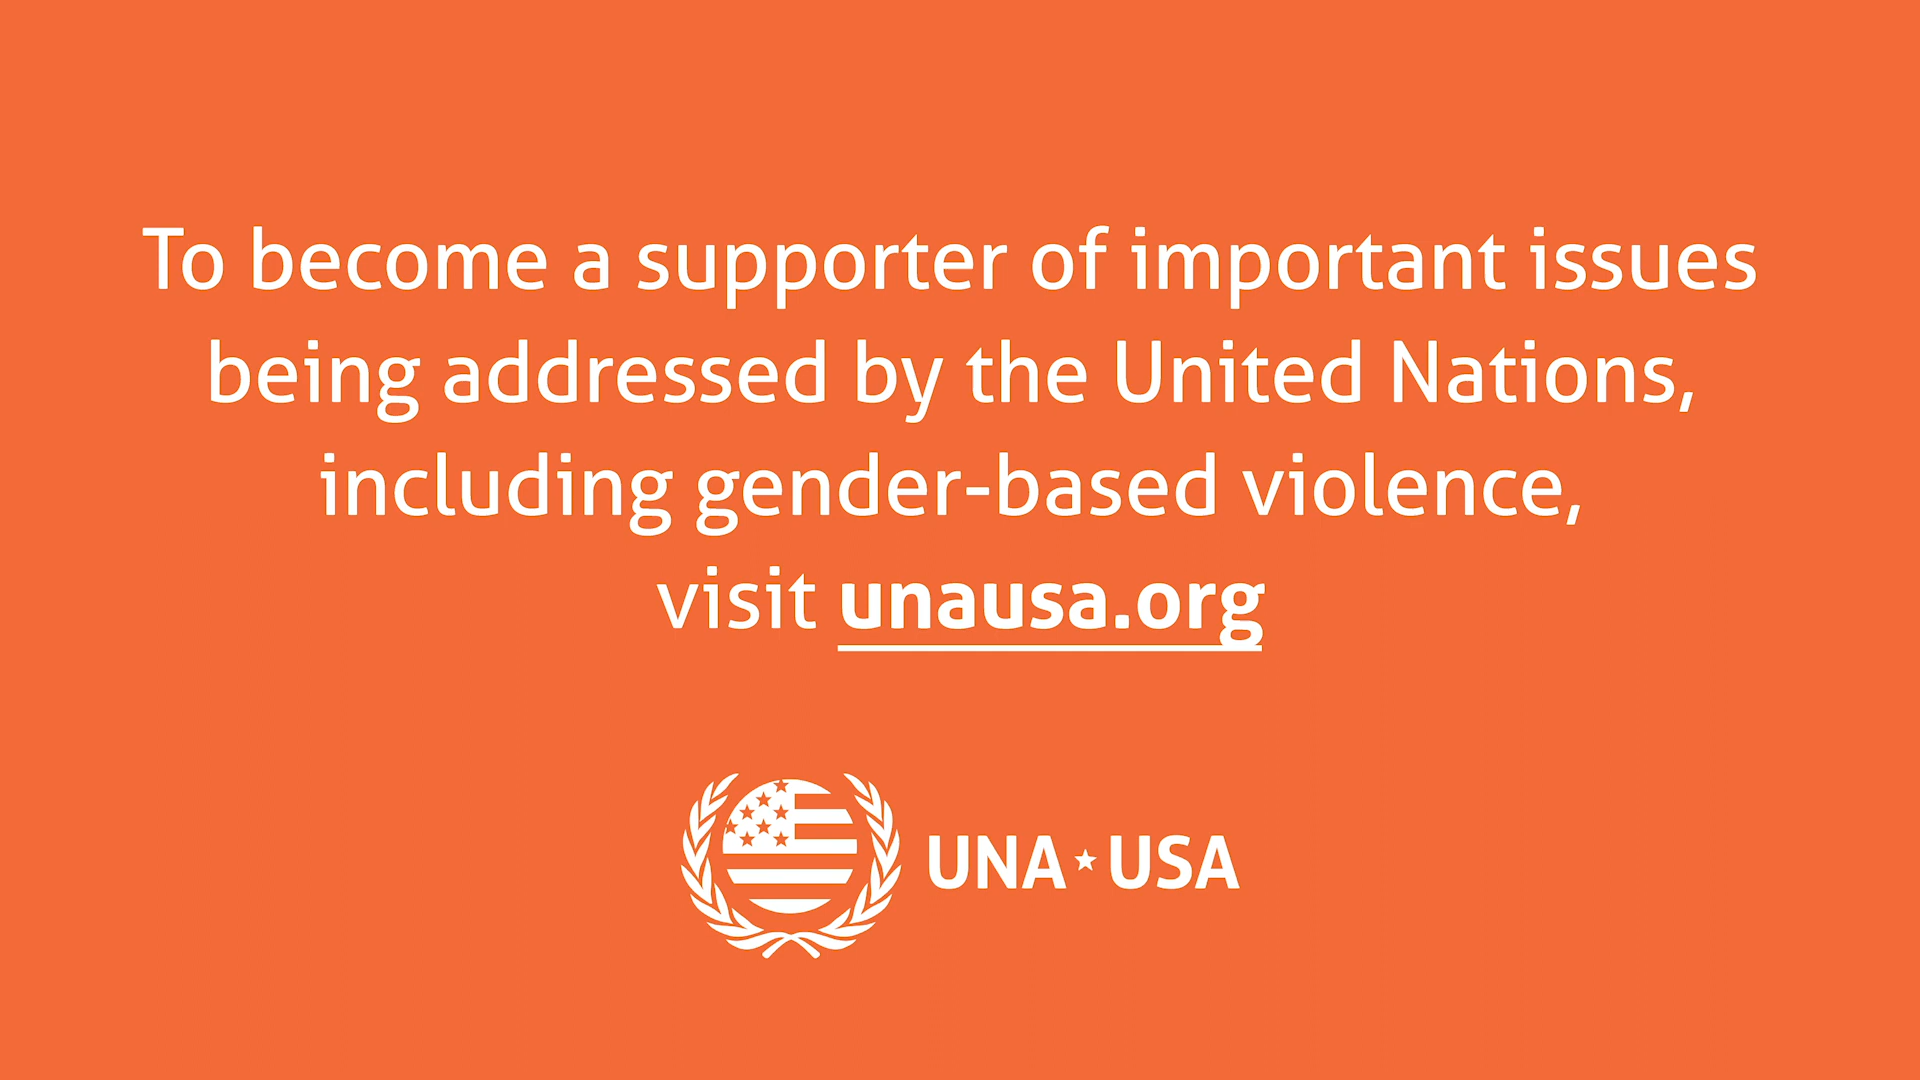 To become a supporter of important issues
being addressed by the United Nations,
including gender-based violence,
visit unausa.org
UNA★USA